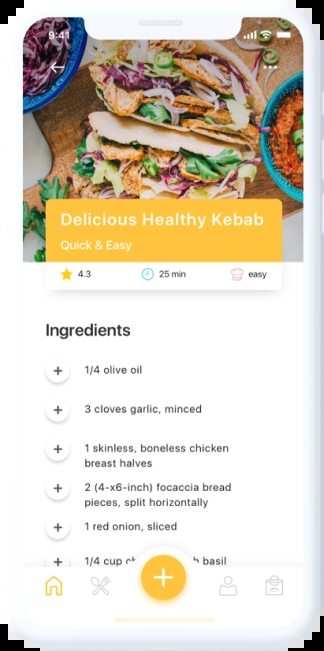 9:41
Delicious Healthy Kebab
Quick & Easy
4.3
25 min
easy
Ingredients
1/4 olive oil
3 cloves garlic, minced
1 skinless, boneless chicken
breast halves
2 (4-x6-inch) focaccia bread
pieces, split horizontally
1 red onion, sliced
1/4 cup basil